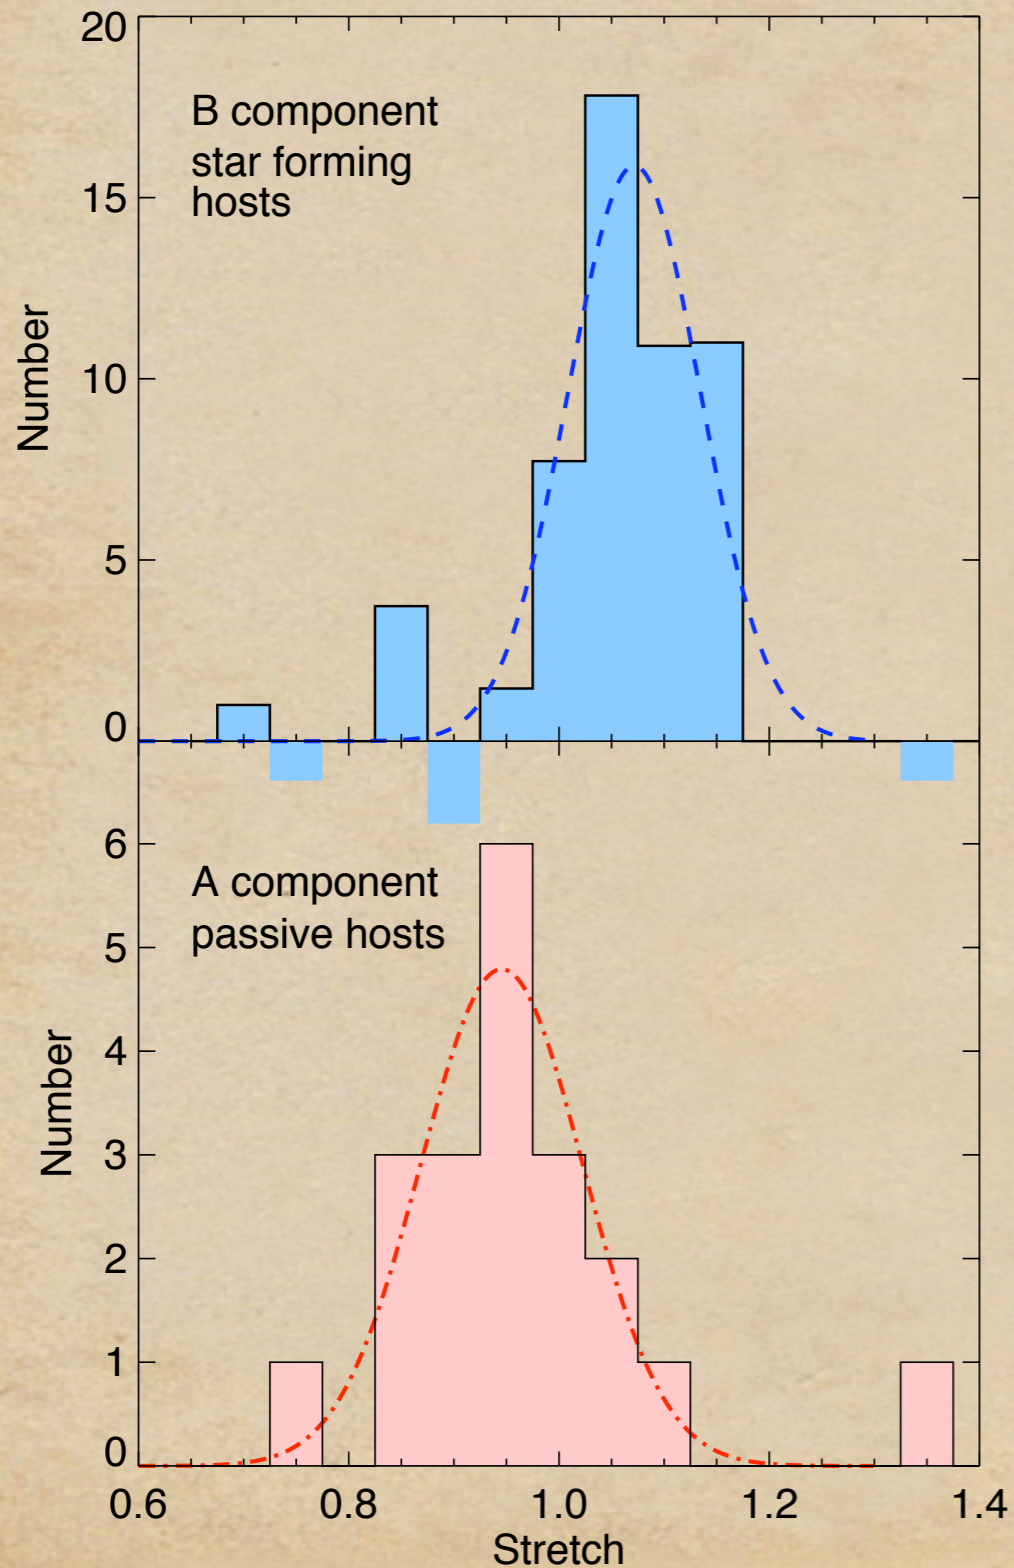 20
B component
star forming
hosts
15
Number
10
5
0
6
A component
passive hosts
5
4
Number
3
2
1
0
0.6 0.8 1.0 1.2 1.4
Stretch